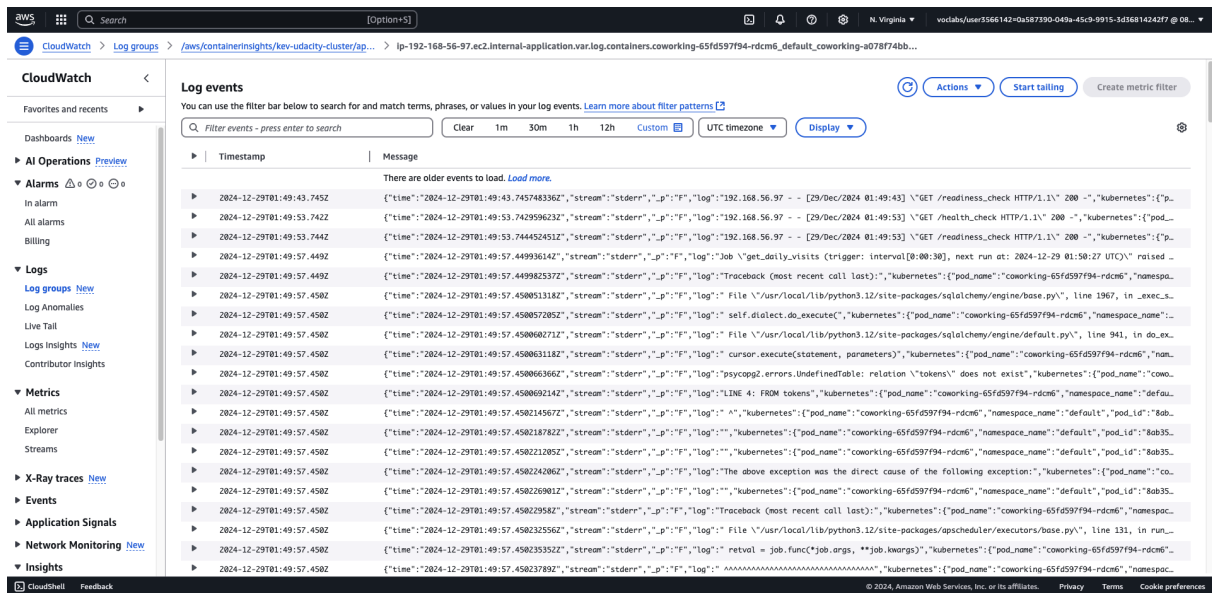 aws
Search [Option+S] N. Virginia ▼ voclabs/user3566142=0a587390-049a-45c9-9915-3d36814242f7 @ 08... ▼
CloudWatch > Log groups > /aws/containerinsights/kev-udacity-cluster/ap... > ip-192-168-56-97.ec2.internal-application.var.log.containers.coworking-65fd597f94-rdcm6_default_coworking-a078f74bb...
CloudWatch
Favorites and recents
Dashboards New
AI Operations Preview
Alarms 0 0 0
In alarm
All alarms
Billing
Logs
Log groups New
Log Anomalies
Live Tail
Logs Insights New
Contributor Insights
Metrics
All metrics
Explorer
Streams
X-Ray traces New
Events
Application Signals
Network Monitoring New
Insights
Log events
Actions ▼ Start tailing Create metric filter
You can use the filter bar below to search for and match terms, phrases, or values in your log events. Learn more about filter patterns
Filter events - press enter to search Clear 1m 30m 1h 12h Custom UTC timezone ▼ Display ▼
Timestamp Message
There are older events to load. Load more.
2024-12-29T01:49:43.745Z {"time":"2024-12-29T01:49:43.745748336Z","stream":"stderr","_p":"F","log":"192.168.56.97 - - [29/Dec/2024 01:49:43] \"GET /readiness_check HTTP/1.1\" 200 -","kubernetes":{"p…
2024-12-29T01:49:53.742Z {"time":"2024-12-29T01:49:53.742959623Z","stream":"stderr","_p":"F","log":"192.168.56.97 - - [29/Dec/2024 01:49:53] \"GET /health_check HTTP/1.1\" 200 -","kubernetes":{"pod_…
2024-12-29T01:49:53.744Z {"time":"2024-12-29T01:49:53.744452451Z","stream":"stderr","_p":"F","log":"192.168.56.97 - - [29/Dec/2024 01:49:53] \"GET /readiness_check HTTP/1.1\" 200 -","kubernetes":{"p…
2024-12-29T01:49:57.449Z {"time":"2024-12-29T01:49:57.44993614Z","stream":"stderr","_p":"F","log":"Job \"get_daily_visits (trigger: interval[0:00:30], next run at: 2024-12-29 01:50:27 UTC)\" raised …
2024-12-29T01:49:57.449Z {"time":"2024-12-29T01:49:57.449982537Z","stream":"stderr","_p":"F","log":"Traceback (most recent call last):","kubernetes":{"pod_name":"coworking-65fd597f94-rdcm6","namespa…
2024-12-29T01:49:57.450Z {"time":"2024-12-29T01:49:57.450051318Z","stream":"stderr","_p":"F","log":" File \"/usr/local/lib/python3.12/site-packages/sqlalchemy/engine/base.py\", line 1967, in _exec_s…
2024-12-29T01:49:57.450Z {"time":"2024-12-29T01:49:57.450057205Z","stream":"stderr","_p":"F","log":" self.dialect.do_execute(","kubernetes":{"pod_name":"coworking-65fd597f94-rdcm6","namespace_name":…
2024-12-29T01:49:57.450Z {"time":"2024-12-29T01:49:57.450060271Z","stream":"stderr","_p":"F","log":" File \"/usr/local/lib/python3.12/site-packages/sqlalchemy/engine/default.py\", line 941, in do_ex…
2024-12-29T01:49:57.450Z {"time":"2024-12-29T01:49:57.450063118Z","stream":"stderr","_p":"F","log":" cursor.execute(statement, parameters)","kubernetes":{"pod_name":"coworking-65fd597f94-rdcm6","nam…
2024-12-29T01:49:57.450Z {"time":"2024-12-29T01:49:57.450066366Z","stream":"stderr","_p":"F","log":"psycopg2.errors.UndefinedTable: relation \"tokens\" does not exist","kubernetes":{"pod_name":"cowo…
2024-12-29T01:49:57.450Z {"time":"2024-12-29T01:49:57.450069214Z","stream":"stderr","_p":"F","log":"LINE 4: FROM tokens","kubernetes":{"pod_name":"coworking-65fd597f94-rdcm6","namespace_name":"defau…
2024-12-29T01:49:57.450Z {"time":"2024-12-29T01:49:57.450214567Z","stream":"stderr","_p":"F","log":" ^","kubernetes":{"pod_name":"coworking-65fd597f94-rdcm6","namespace_name":"default","pod_id":"8ab…
2024-12-29T01:49:57.450Z {"time":"2024-12-29T01:49:57.450218782Z","stream":"stderr","_p":"F","log":"","kubernetes":{"pod_name":"coworking-65fd597f94-rdcm6","namespace_name":"default","pod_id":"8ab35…
2024-12-29T01:49:57.450Z {"time":"2024-12-29T01:49:57.450221205Z","stream":"stderr","_p":"F","log":"","kubernetes":{"pod_name":"coworking-65fd597f94-rdcm6","namespace_name":"default","pod_id":"8ab35…
2024-12-29T01:49:57.450Z {"time":"2024-12-29T01:49:57.450224206Z","stream":"stderr","_p":"F","log":"The above exception was the direct cause of the following exception:","kubernetes":{"pod_name":"co…
2024-12-29T01:49:57.450Z {"time":"2024-12-29T01:49:57.450226901Z","stream":"stderr","_p":"F","log":"","kubernetes":{"pod_name":"coworking-65fd597f94-rdcm6","namespace_name":"default","pod_id":"8ab35…
2024-12-29T01:49:57.450Z {"time":"2024-12-29T01:49:57.45022958Z","stream":"stderr","_p":"F","log":"Traceback (most recent call last):","kubernetes":{"pod_name":"coworking-65fd597f94-rdcm6","namespac…
2024-12-29T01:49:57.450Z {"time":"2024-12-29T01:49:57.450232556Z","stream":"stderr","_p":"F","log":" File \"/usr/local/lib/python3.12/site-packages/apscheduler/executors/base.py\", line 131, in run_…
2024-12-29T01:49:57.450Z {"time":"2024-12-29T01:49:57.450235352Z","stream":"stderr","_p":"F","log":" retval = job.func(*job.args, **job.kwargs)","kubernetes":{"pod_name":"coworking-65fd597f94-rdcm6"…
2024-12-29T01:49:57.450Z {"time":"2024-12-29T01:49:57.45023789Z","stream":"stderr","_p":"F","log":" ^^^^^^^^^^^^^^^^^^^^^^^^^^^^^^^^^^","kubernetes":{"pod_name":"coworking-65fd597f94-rdcm6","namespac…
CloudShell Feedback © 2024, Amazon Web Services, Inc. or its affiliates. Privacy Terms Cookie preferences